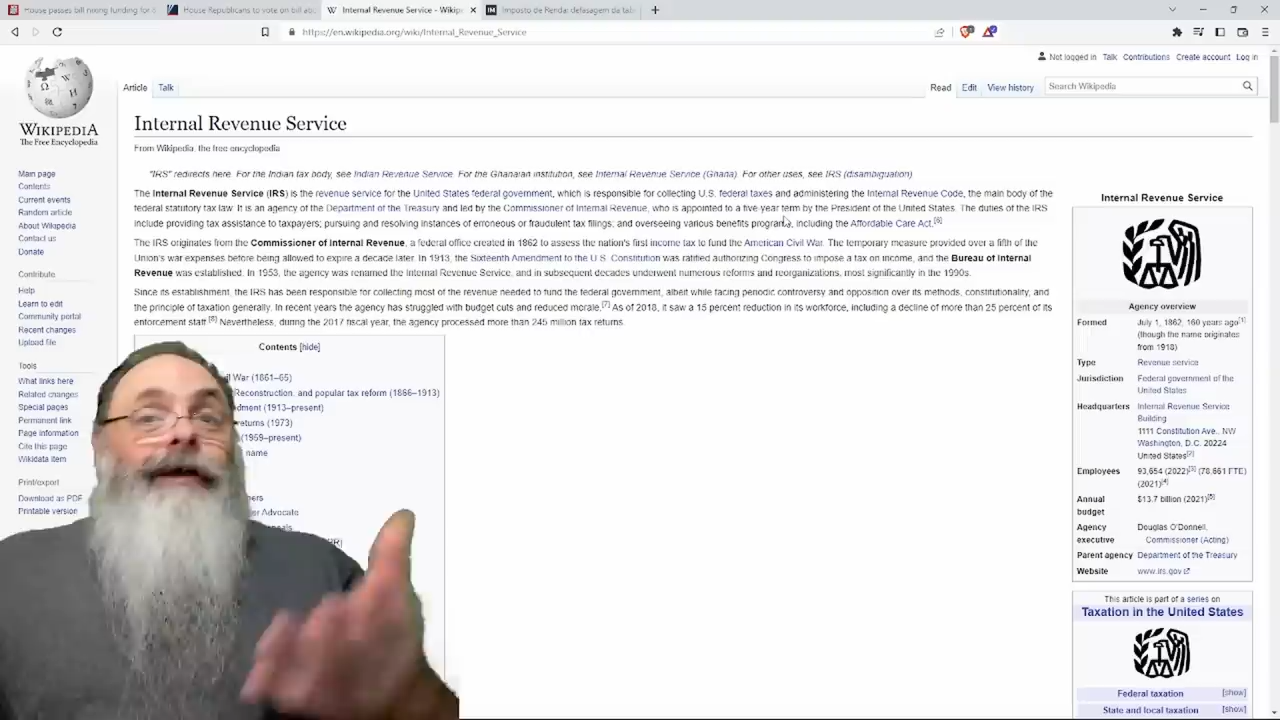 House passes bill nixing funding for
House Republicans to vote on bill abo
Internal Revenue Service - Wikipe
Imposto de Renda: defasagem da tab
https://en.wikipedia.org/wiki/Internal_Revenue_Service
Not logged in Talk Contributions Create account Log in
Article Talk
Read Edit View history
Search Wikipedia
WIKIPEDIA
The Free Encyclopedia
Main page
Contents
Current events
Random article
About Wikipedia
Contact us
Donate
Contribute
Help
Learn to edit
Community portal
Recent changes
Upload file
Tools
What links here
Related changes
Special pages
Permanent link
Page information
Cite this page
Wikidata item
Print/export
Download as PDF
Printable version
Internal Revenue Service
From Wikipedia, the free encyclopedia
"IRS" redirects here. For the Indian tax body, see Indian Revenue Service. For the Ghanaian institution, see Internal Revenue Service (Ghana). For other uses, see IRS (disambiguation)
The Internal Revenue Service (IRS) is the revenue service for the United States federal government, which is responsible for collecting U.S. federal taxes and administering the Internal Revenue Code, the main body of the
federal statutory tax law. It is an agency of the Department of the Treasury and led by the Commissioner of Internal Revenue, who is appointed to a five-year term by the President of the United States. The duties of the IRS
include providing tax assistance to taxpayers; pursuing and resolving instances of erroneous or fraudulent tax filings; and overseeing various benefits programs, including the Affordable Care Act.[6]
The IRS originates from the Commissioner of Internal Revenue, a federal office created in 1862 to assess the nation's first income tax to fund the American Civil War. The temporary measure provided over a fifth of the
Union's war expenses before being allowed to expire a decade later. In 1913, the Sixteenth Amendment to the U.S. Constitution was ratified authorizing Congress to impose a tax on income, and the Bureau of Internal
Revenue was established. In 1953, the agency was renamed the Internal Revenue Service, and in subsequent decades underwent numerous reforms and reorganizations, most significantly in the 1990s.
Since its establishment, the IRS has been responsible for collecting most of the revenue needed to fund the federal government, albeit while facing periodic controversy and opposition over its methods, constitutionality, and
the principle of taxation generally. In recent years the agency has struggled with budget cuts and reduced morale.[7] As of 2018, it saw a 15 percent reduction in its workforce, including a decline of more than 25 percent of its
enforcement staff.[8] Nevertheless, during the 2017 fiscal year, the agency processed more than 245 million tax returns.
Contents [hide]
il War (1861–65)
Reconstruction, and popular tax reform (1866–1913)
dment (1913–present)
returns (1973)
(1959–present)
name
er Advocate
Internal Revenue Service
Agency overview
Formed July 1, 1862; 160 years ago[1]
(though the name originates
from 1918)
Type Revenue service
Jurisdiction Federal government of the
United States
Headquarters Internal Revenue Service
Building
1111 Constitution Ave., NW
Washington, D.C. 20224
United States[2]
Employees 93,654 (2022)[3] (78,661 FTE)
(2021)[4]
Annual budget $13.7 billion (2021)[5]
Agency executive Douglas O'Donnell,
Commissioner (Acting)
Parent agency Department of the Treasury
Website www.irs.gov
This article is part of a series on
Taxation in the United States
Federal taxation [show]
State and local taxation [show]